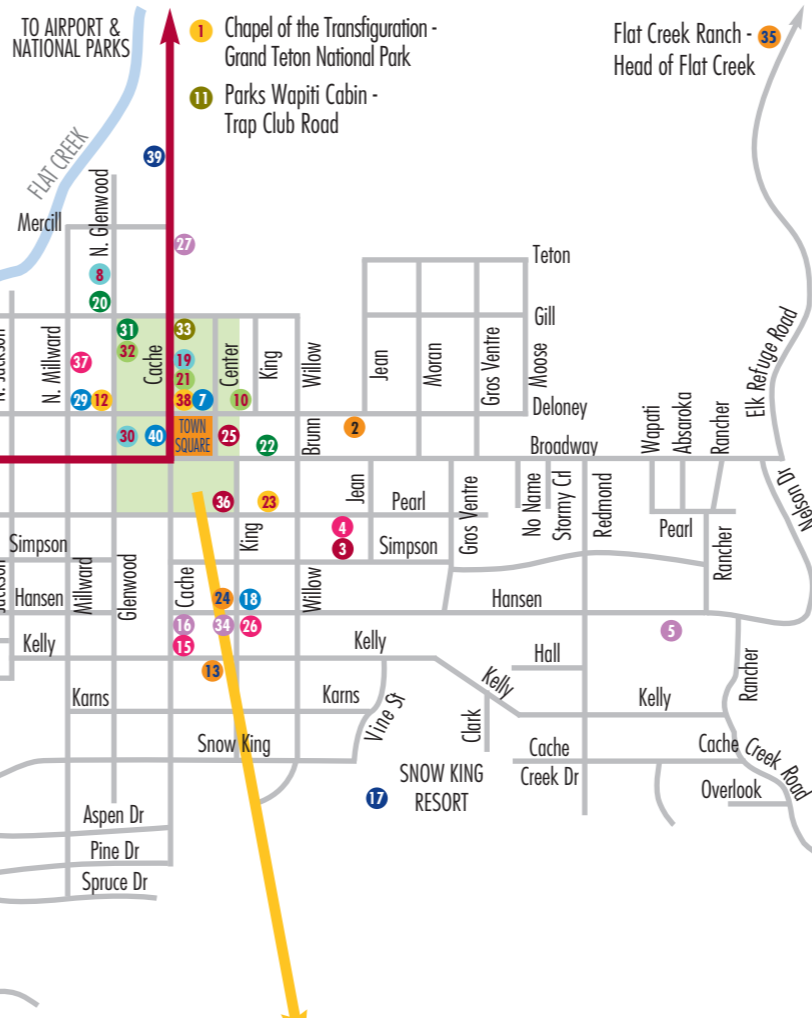 TO AIRPORT &
NATIONAL PARKS
1 Chapel of the Transfiguration -
Grand Teton National Park
11 Parks Wapiti Cabin -
Trap Club Road
Flat Creek Ranch - 35
Head of Flat Creek
39
FLAT CREEK
Mercill
N. Glenwood
27
8
20
Teton
Gill
31
33
32
19
21
37
29
12
38
7
10
N. Jackson
N. Millward
Cache
Center
King
Willow
Jean
Moran
Gros Ventre
Moose
Deloney
Elk Refuge Road
30
40
TOWN
SQUARE
25
22
Brunn
2
Broadway
Wapati
Absaroka
Rancher
Nelson Dr
36
23
Jean
Pearl
Gros Ventre
No Name
Stormy Crl
Redmond
Pearl
Rancher
4
3
Simpson
King
Simpson
Jackson
Hansen
Millward
Glenwood
Cache
24
18
Willow
Hansen
16
34
26
15
5
Kelly
Kelly
13
Hall
Kelly
Kelly
Rancher
Karns
Karns
Vine St
Clark
Snow King
Cache
Creek Dr
Cache Creek Road
17
SNOW KING
RESORT
Overlook
Aspen Dr
Pine Dr
Spruce Dr